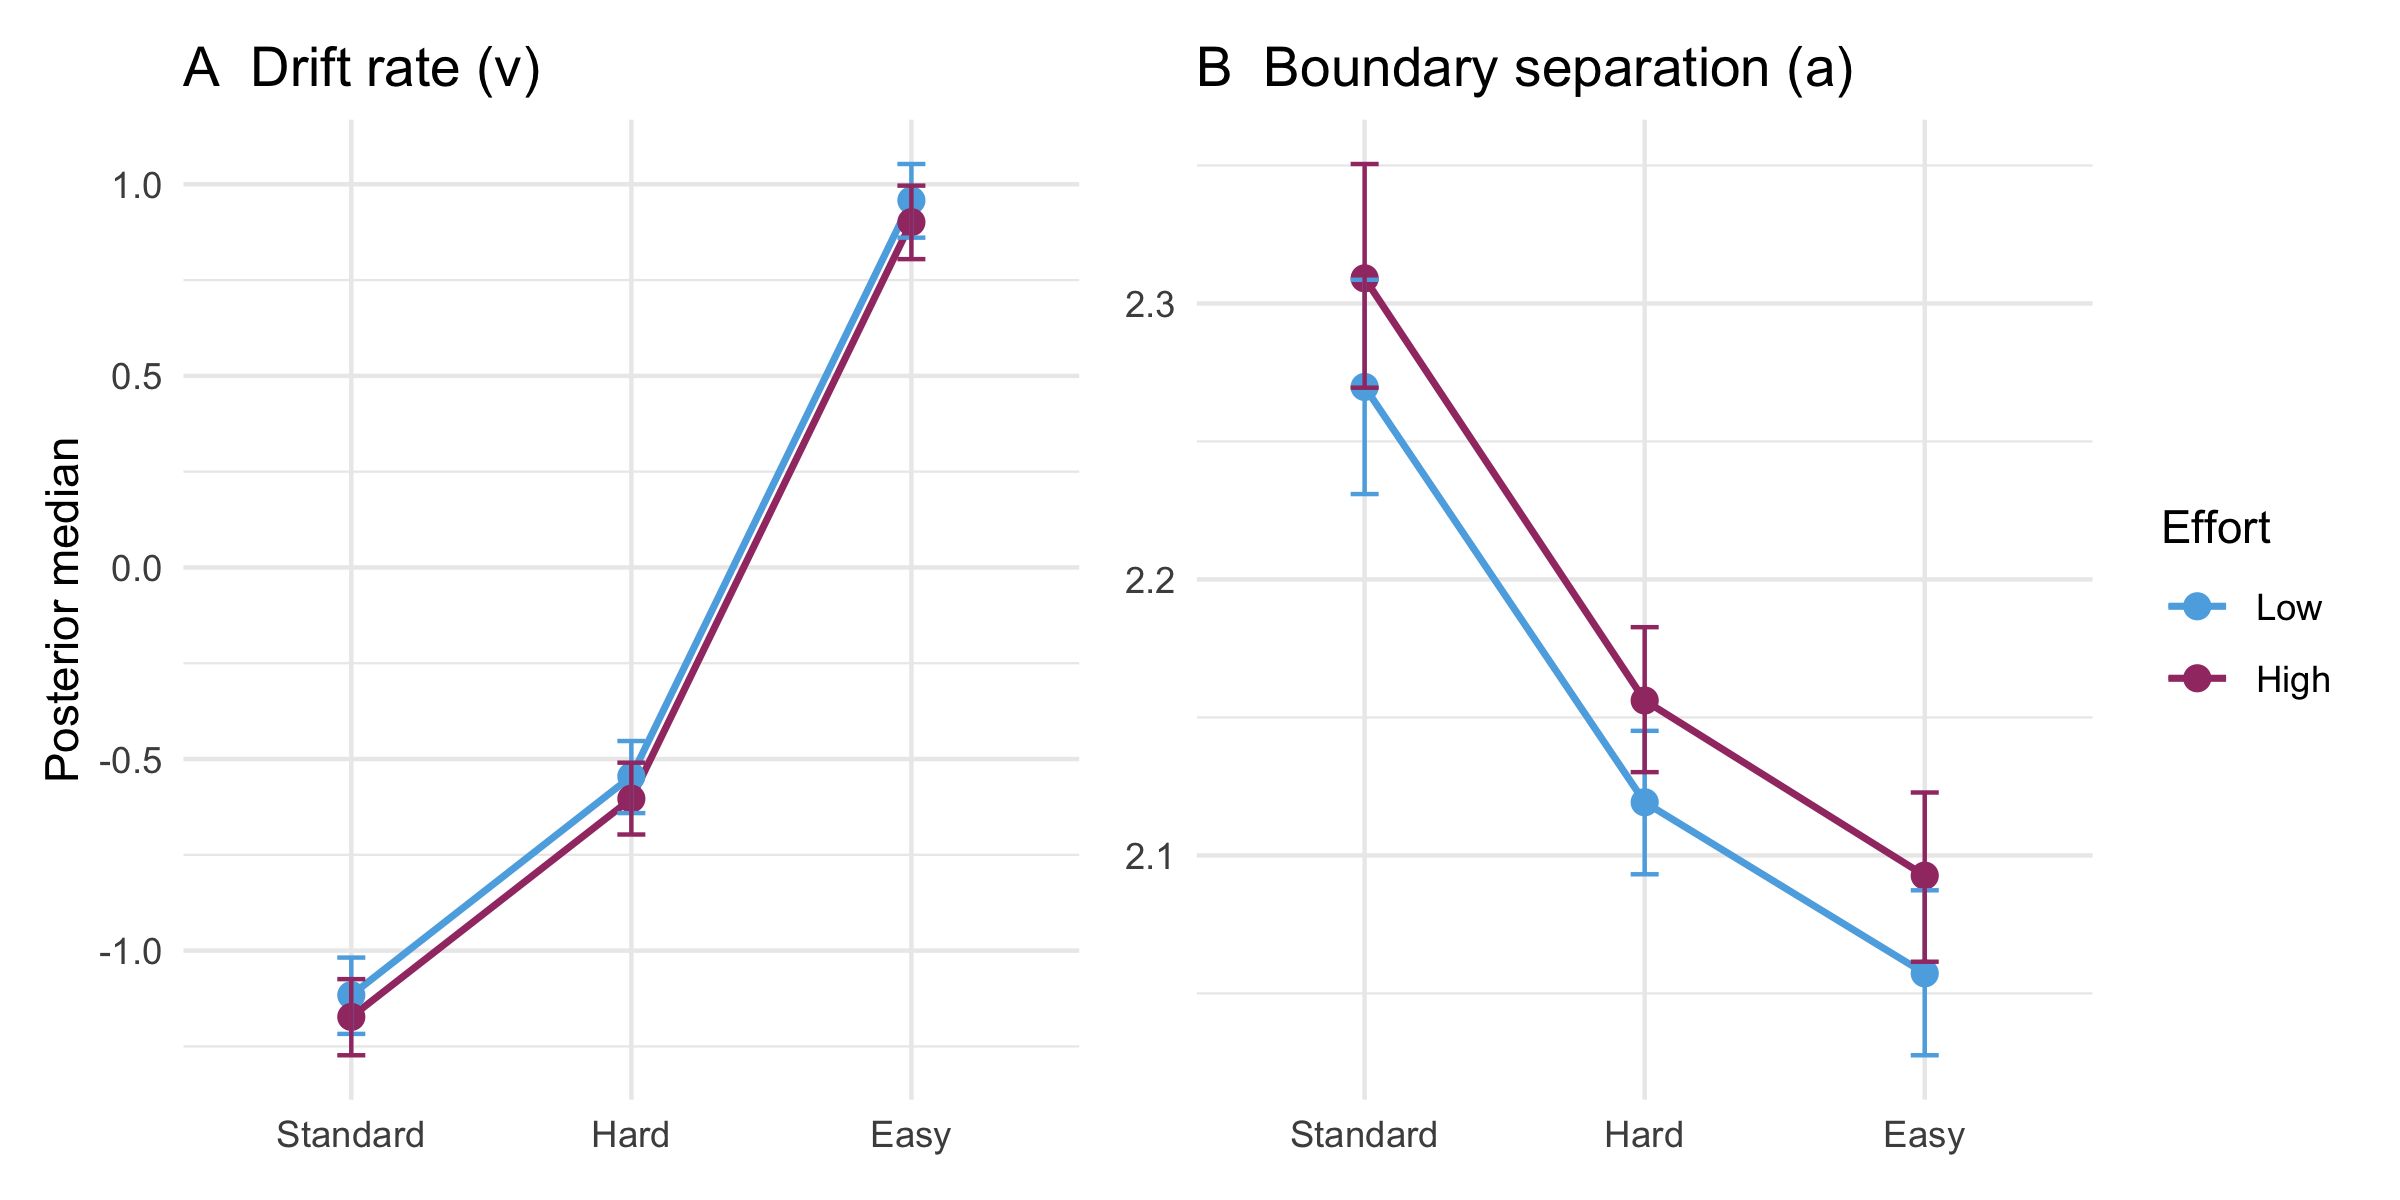 A Drift rate (v)
Posterior median
1.0
0.5
0.0
-0.5
-1.0
Standard Hard Easy
B Boundary separation (a)
2.3
2.2
2.1
Standard Hard Easy
Effort
Low
High